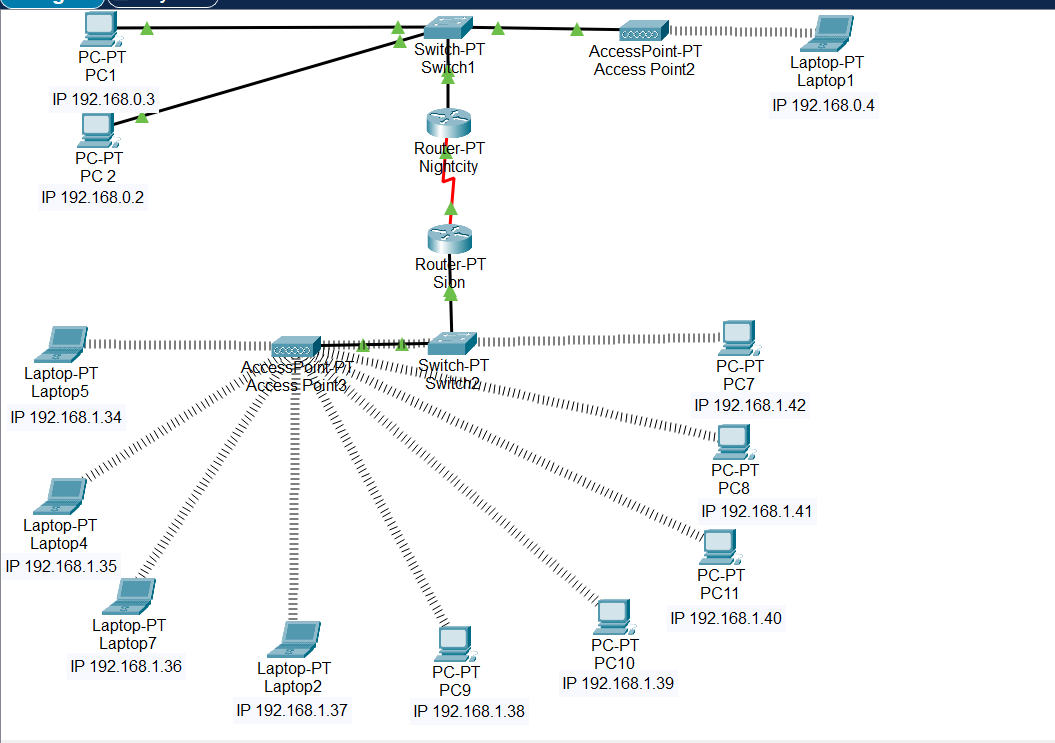 PC-PT
PC1
IP 192.168.0.3
Switch-PT
Switch1
AccessPoint-PT
Access Point2
Laptop-PT
Laptop1
IP 192.168.0.4
PC-PT
PC 2
IP 192.168.0.2
Router-PT
Nightcity
Router-PT
Sion
Laptop-PT
Laptop5
IP 192.168.1.34
AccessPoint-PT
Access Point3
Switch-PT
Switch2
PC-PT
PC7
IP 192.168.1.42
PC-PT
PC8
IP 192.168.1.41
Laptop-PT
Laptop4
IP 192.168.1.35
PC-PT
PC11
IP 192.168.1.40
Laptop-PT
Laptop7
IP 192.168.1.36
Laptop-PT
Laptop2
IP 192.168.1.37
PC-PT
PC9
IP 192.168.1.38
PC-PT
PC10
IP 192.168.1.39